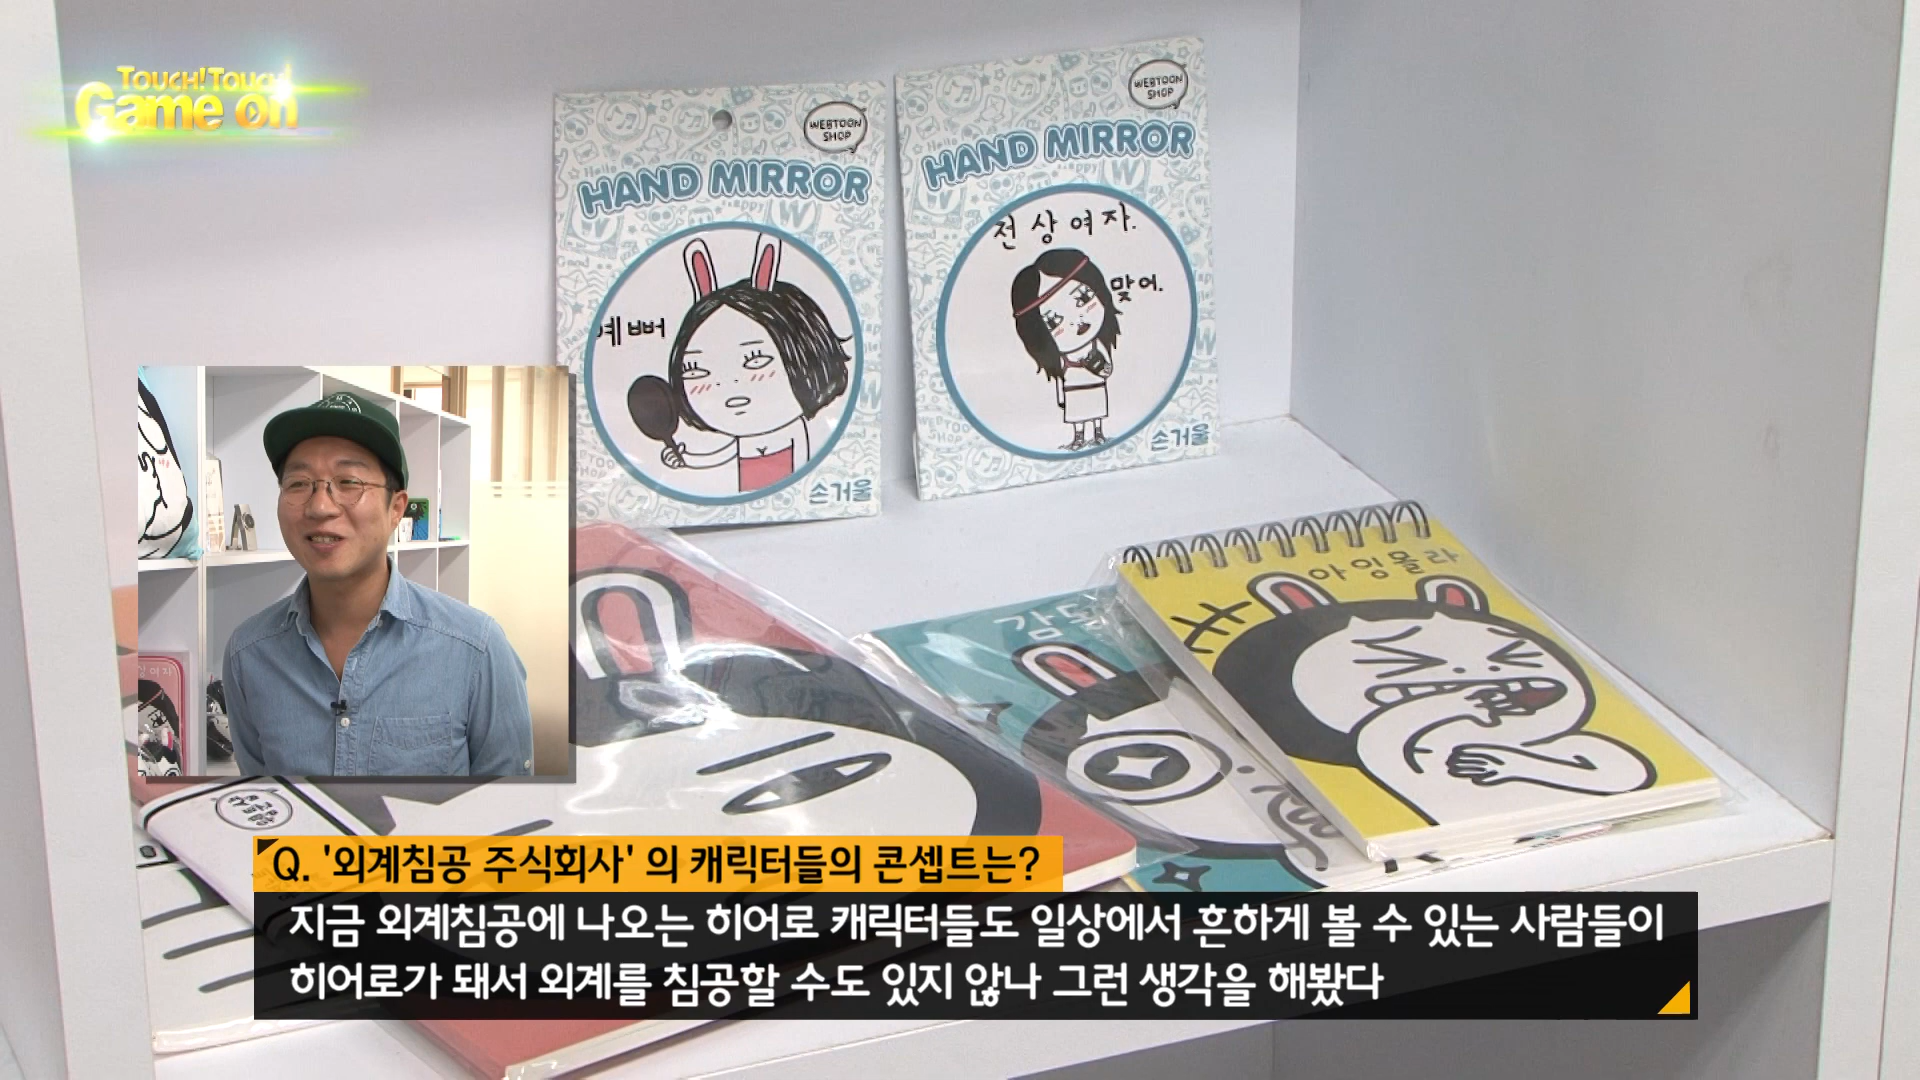 TOUCH! TOUCH!
Game on
WEBTOON
SHOP
HAND MIRROR
예뻐
손거울
WEBTOON
SHOP
HAND MIRROR
천상여자.
맞어.
손거울
아잉몰라
감동
Q. '외계침공 주식회사' 의 캐릭터들의 콘셉트는?
지금 외계침공에 나오는 히어로 캐릭터들도 일상에서 흔하게 볼 수 있는 사람들이
히어로가 돼서 외계를 침공할 수도 있지 않나 그런 생각을 해봤다